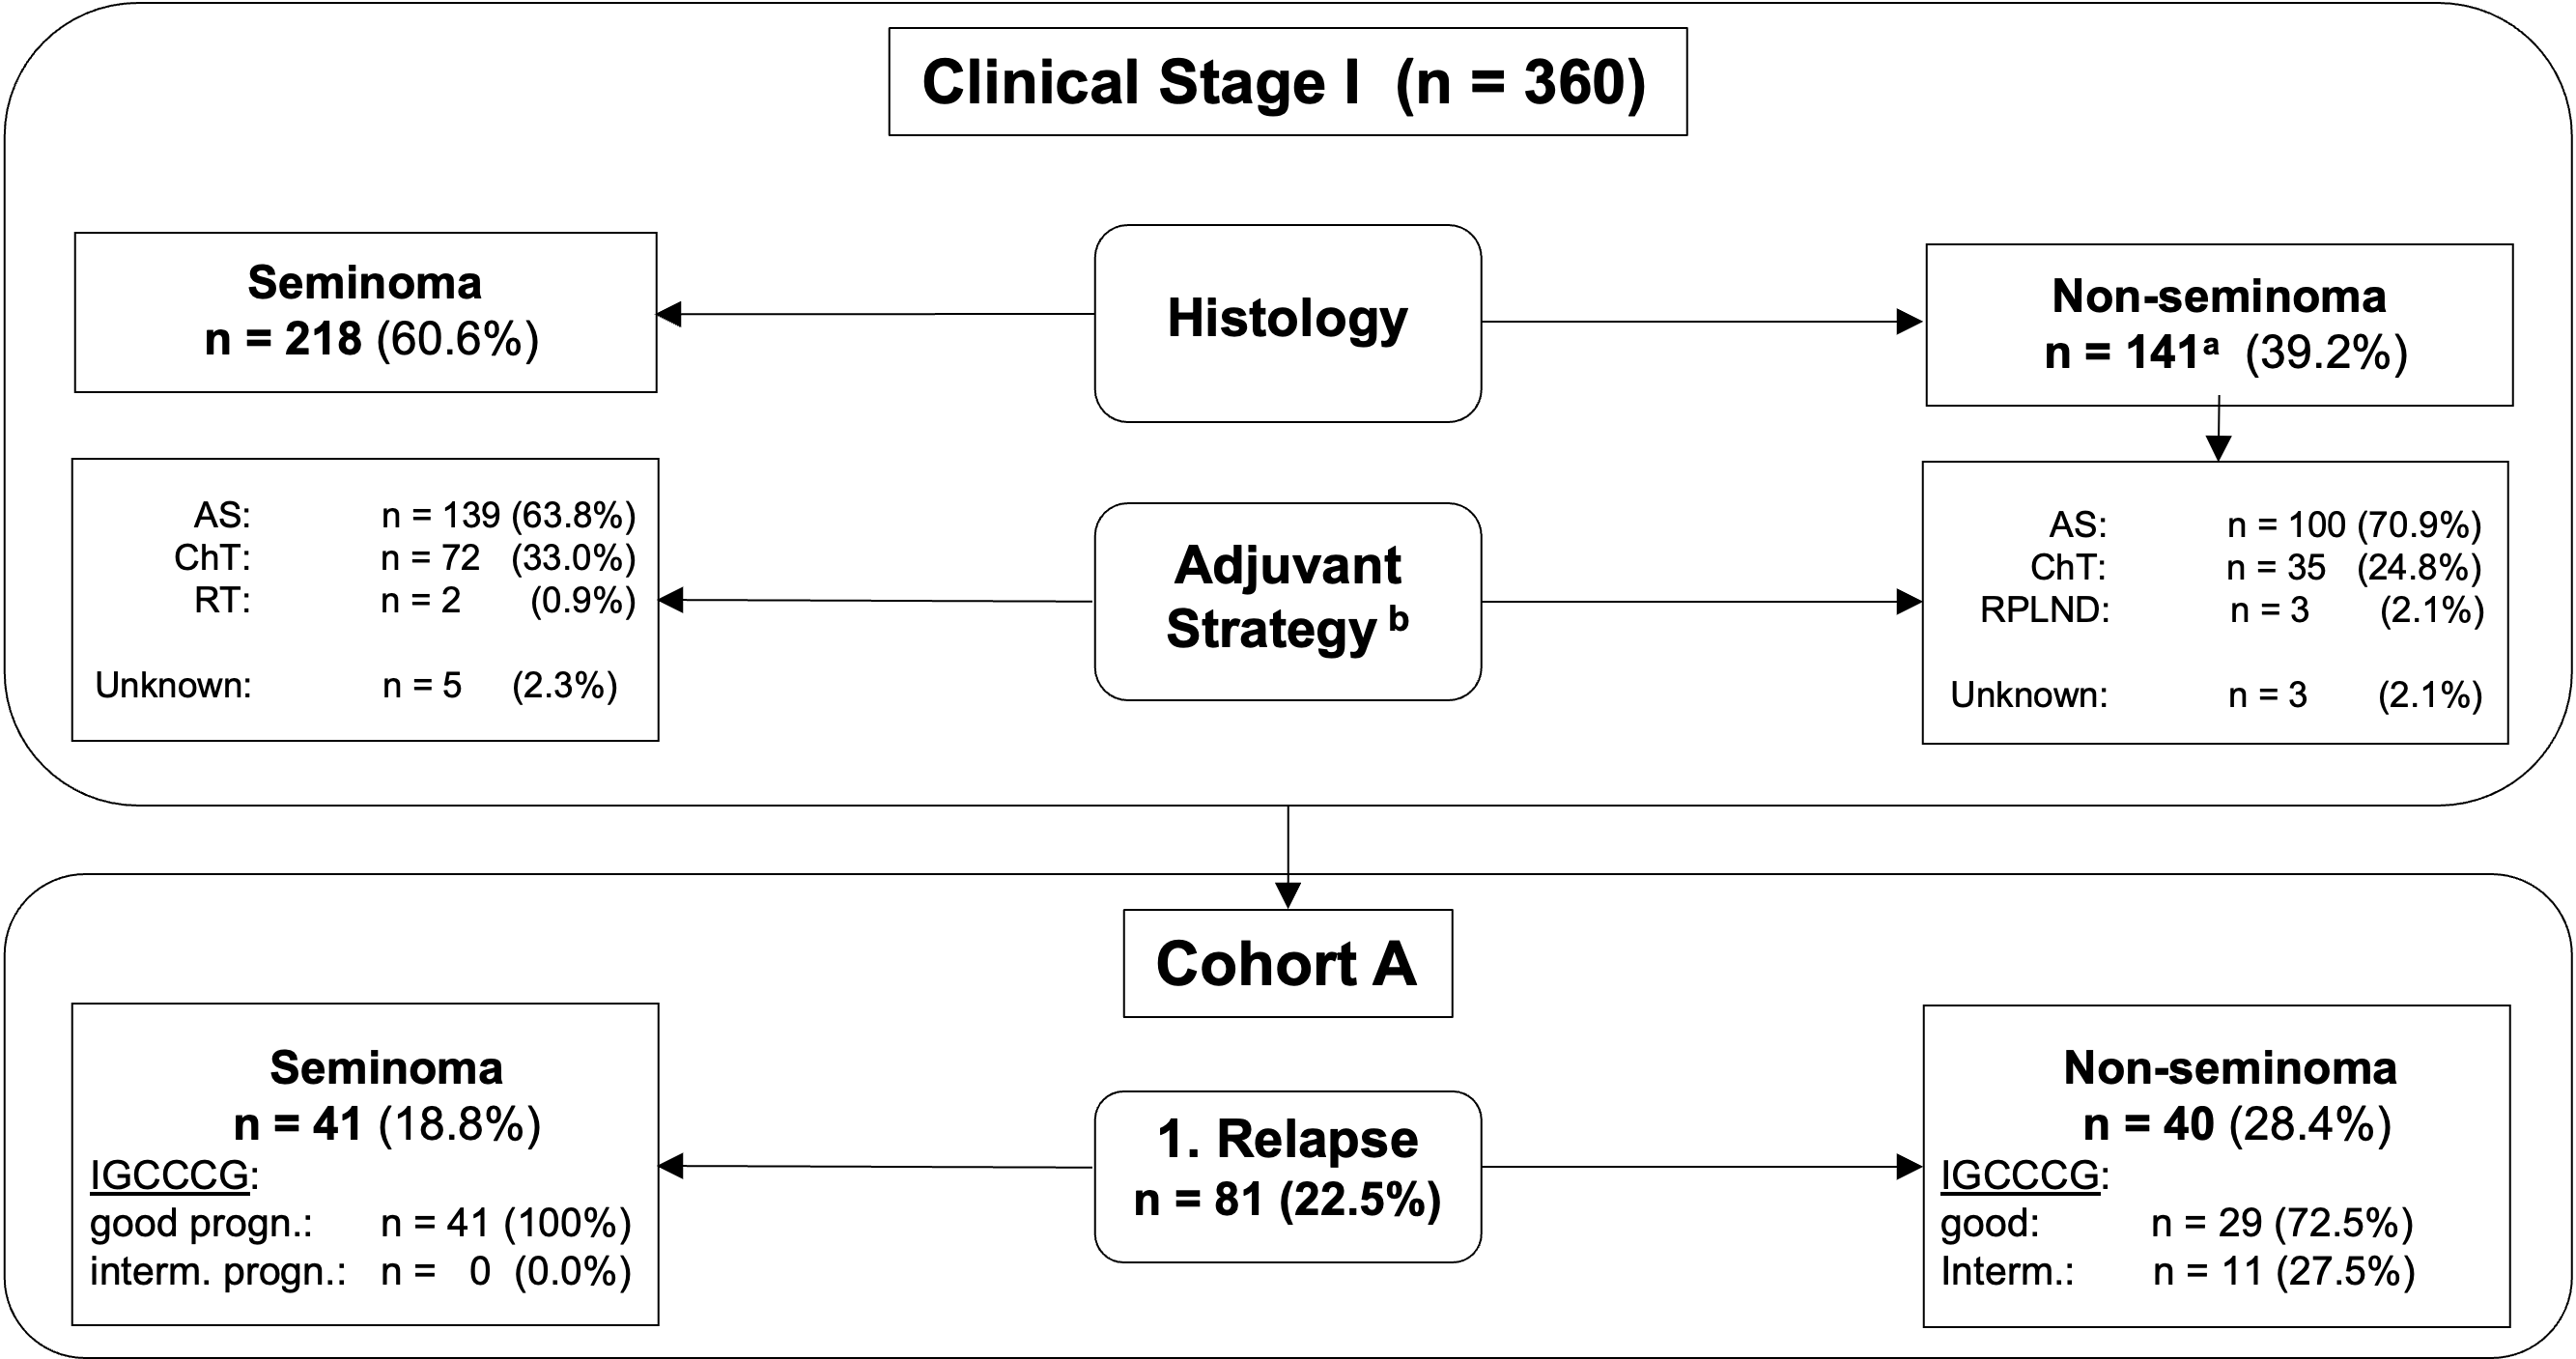 Clinical Stage I (n = 360)
Seminoma
n = 218 (60.6%)
Histology
Non-seminoma
n = 141ᵃ (39.2%)
AS: n = 139 (63.8%)
ChT: n = 72 (33.0%)
RT: n = 2 (0.9%)
Unknown: n = 5 (2.3%)
Adjuvant
Strategy ᵇ
AS: n = 100 (70.9%)
ChT: n = 35 (24.8%)
RPLND: n = 3 (2.1%)
Unknown: n = 3 (2.1%)
Cohort A
Seminoma
n = 41 (18.8%)
IGCCCG:
good progn.: n = 41 (100%)
interm. progn.: n = 0 (0.0%)
1. Relapse
n = 81 (22.5%)
Non-seminoma
n = 40 (28.4%)
IGCCCG:
good: n = 29 (72.5%)
Interm.: n = 11 (27.5%)